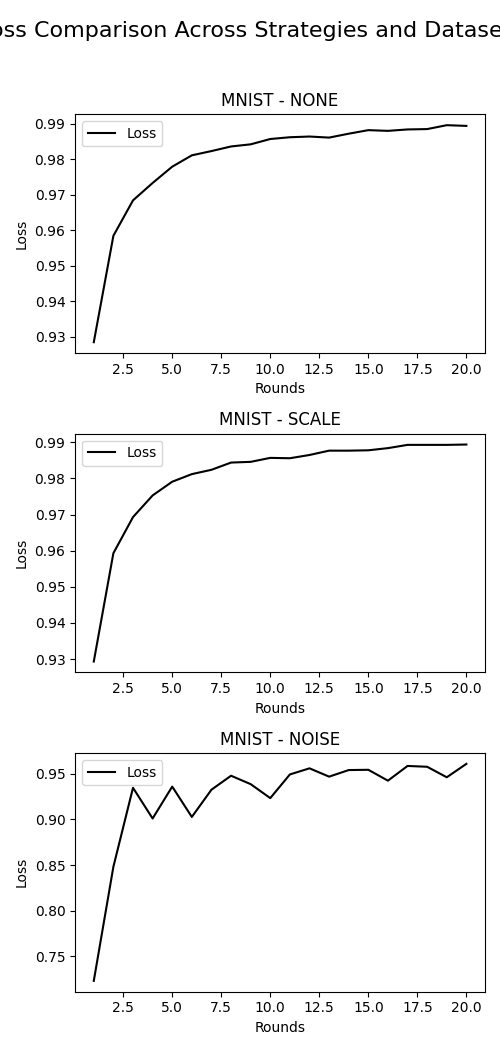 oss Comparison Across Strategies and Datase
MNIST - NONE
0.99
0.98
0.97
0.96
0.95
0.94
0.93
Loss
Loss
2.5 5.0 7.5 10.0 12.5 15.0 17.5 20.0
Rounds
MNIST - SCALE
0.99
0.98
0.97
0.96
0.95
0.94
0.93
Loss
Loss
2.5 5.0 7.5 10.0 12.5 15.0 17.5 20.0
Rounds
MNIST - NOISE
0.95
0.90
0.85
0.80
0.75
Loss
Loss
2.5 5.0 7.5 10.0 12.5 15.0 17.5 20.0
Rounds